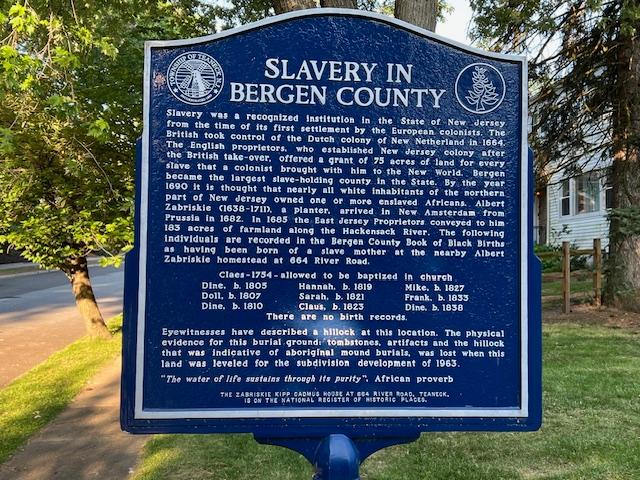 TOWNSHIP OF TEANECK, NJ
SLAVERY IN
BERGEN COUNTY
Slavery was a recognized institution in the State of New Jersey
from the time of its first settlement by the European colonists. The
British took control of the Dutch colony of New Netherland in 1664.
The English proprietors, who established New Jersey colony after
the British take-over, offered a grant of 75 acres of land for every
slave that a colonist brought with him to the New World. Bergen
became the largest slave-holding county in the State. By the year
1690 it is thought that nearly all white inhabitants of the northern
part of New Jersey owned one or more enslaved Africans. Albert
Zabriskie (1638-1711), a planter, arrived in New Amsterdam from
Prussia in 1682. In 1685 the East Jersey Proprietors conveyed to him
183 acres of farmland along the Hackensack River. The following
individuals are recorded in the Bergen County Book of Black Births
as having been born of a slave mother at the nearby Albert
Zabriskie homestead at 664 River Road.
Claes-1754-allowed to be baptized in church
Dine, b. 1805 Hannah, b. 1819 Mike, b. 1827
Doll, b. 1807 Sarah, b. 1821 Frank, b. 1833
Dine, b. 1810 Claus, b. 1823 Dine, b. 1838
There are no birth records.
Eyewitnesses have described a hillock at this location. The physical
evidence for this burial ground: tombstones, artifacts and the hillock
that was indicative of aboriginal mound burials, was lost when this
land was leveled for the subdivision development of 1963.
"The water of life sustains through its purity". African proverb
THE ZABRISKIE KIPP CADMUS HOUSE AT 664 RIVER ROAD, TEANECK,
IS ON THE NATIONAL REGISTER OF HISTORIC PLACES.